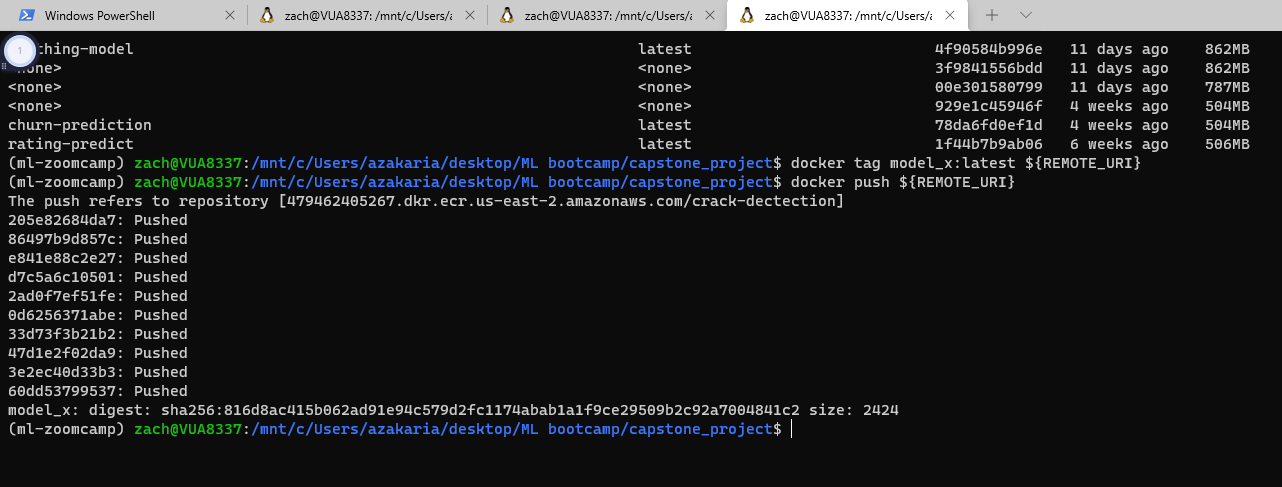 Windows PowerShell
zach@VUA8337: /mnt/c/Users/a
zach@VUA8337: /mnt/c/Users/a
zach@VUA8337: /mnt/c/Users/a
1
hing-model latest 4f90584b996e 11 days ago 862MB
<none> <none> 3f9841556bdd 11 days ago 862MB
<none> <none> 00e301580799 11 days ago 787MB
<none> <none> 929e1c45946f 4 weeks ago 504MB
churn-prediction latest 78da6fd0ef1d 4 weeks ago 504MB
rating-predict latest 1f44b7b9ab06 6 weeks ago 506MB
(ml-zoomcamp) zach@VUA8337:/mnt/c/Users/azakaria/desktop/ML bootcamp/capstone_project$ docker tag model_x:latest ${REMOTE_URI}
(ml-zoomcamp) zach@VUA8337:/mnt/c/Users/azakaria/desktop/ML bootcamp/capstone_project$ docker push ${REMOTE_URI}
The push refers to repository [479462405267.dkr.ecr.us-east-2.amazonaws.com/crack-dectection]
205e82684da7: Pushed
86497b9d857c: Pushed
e841e88c2e27: Pushed
d7c5a6c10501: Pushed
2ad0f7ef51fe: Pushed
0d6256371abe: Pushed
33d73f3b21b2: Pushed
47d1e2f02da9: Pushed
3e2ec40d33b3: Pushed
60dd53799537: Pushed
model_x: digest: sha256:816d8ac415b062ad91e94c579d2fc1174abab1a1f9ce29509b2c92a7004841c2 size: 2424
(ml-zoomcamp) zach@VUA8337:/mnt/c/Users/azakaria/desktop/ML bootcamp/capstone_project$